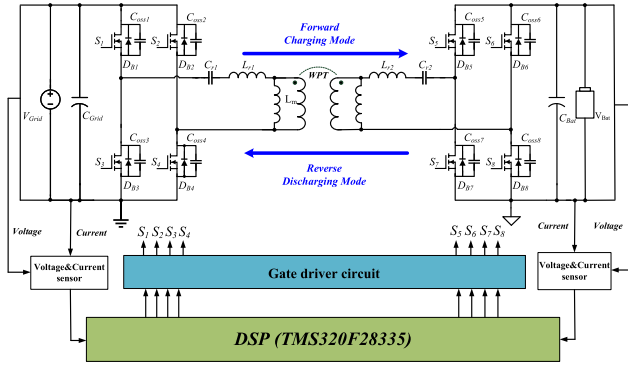 Coss1
Coss2
S1
S2
DB1
DB2
Forward
Charging Mode
Coss5
Coss6
S5
S6
DB5
DB6
Cr1
Lr1
WPT
Lr2
Cr2
Lm
VGrid
CGrid
CBat
VBat
Coss3
Coss4
S3
S4
DB3
DB4
Reverse
Discharging Mode
Coss7
Coss8
S7
S8
DB7
DB8
Voltage
Current
S1 S2 S3 S4
S5 S6 S7 S8
Current
Voltage
Voltage&Current
sensor
Gate driver circuit
Voltage&Current
sensor
DSP (TMS320F28335)